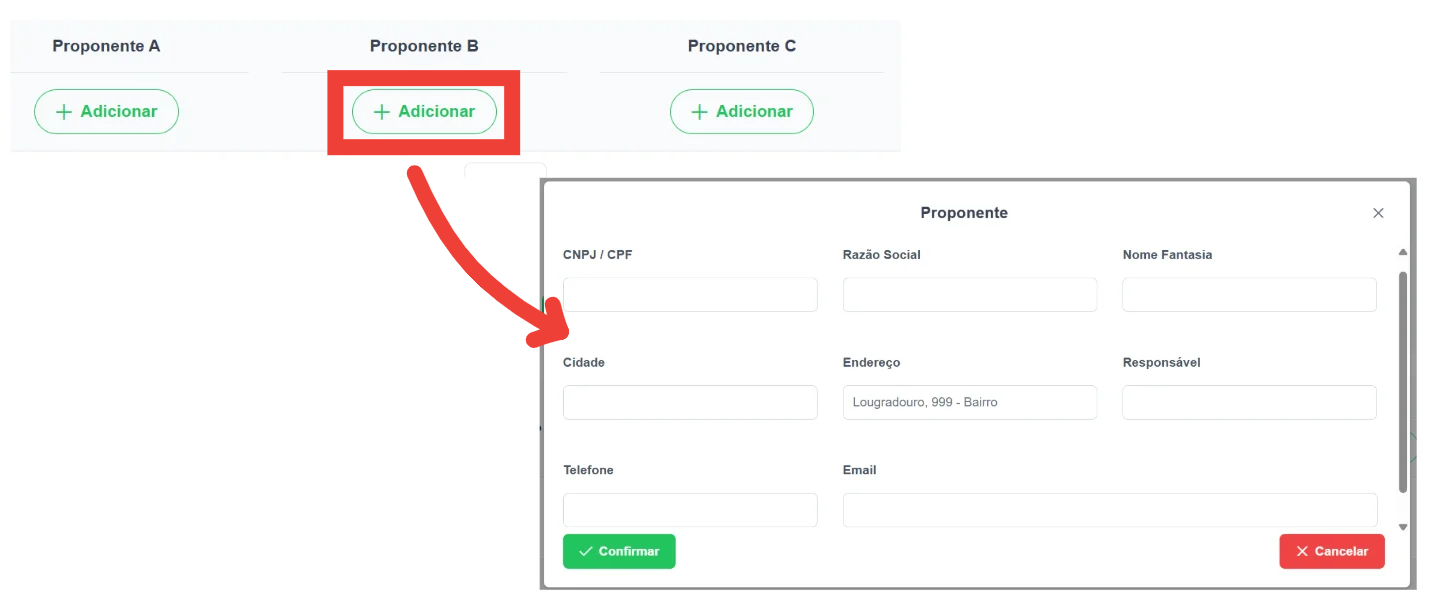 Proponente A Proponente B Proponente C
Adicionar Adicionar Adicionar
Proponente
CNPJ / CPF Razão Social Nome Fantasia
Cidade Endereço Responsável
Lougradouro, 999 - Bairro
Telefone Email
Confirmar Cancelar